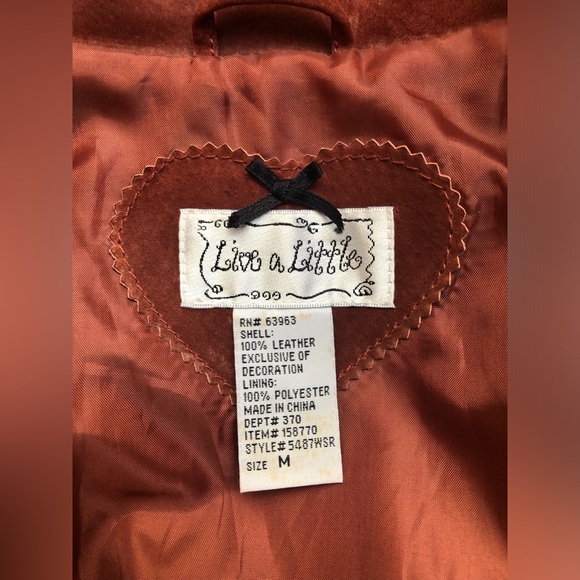 Live a Little
RN# 63963
SHELL:
100% LEATHER
EXCLUSIVE OF
DECORATION
LINING:
100% POLYESTER
MADE IN CHINA
DEPT# 370
ITEM# 158770
STYLE# 5487WSR
SIZE M